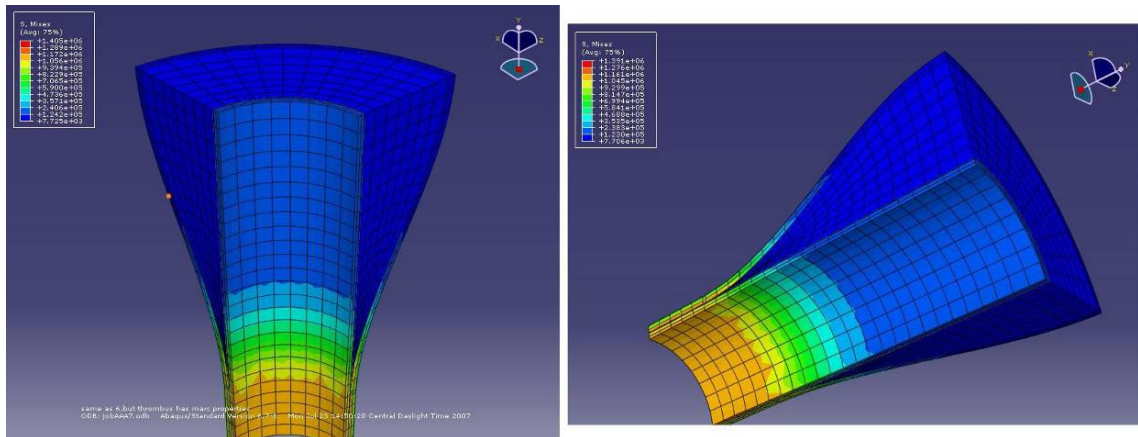 S, Mises
(Avg: 75%)
+1.405e+06
+1.289e+06
+1.172e+06
+1.056e+06
+9.394e+05
+8.229e+05
+7.065e+05
+5.900e+05
+4.736e+05
+3.571e+05
+2.406e+05
+1.242e+05
+7.725e+03
Y
X
Z
same as 6,but thrombus has marc properties
ODB: jobAAA7.odb Abaqus/Standard Version 6.7-1 Mon Jul 23 14:50:20 Central Daylight Time 2007
S, Mises
(Avg: 75%)
+1.391e+06
+1.276e+06
+1.161e+06
+1.045e+06
+9.299e+05
+8.147e+05
+6.994e+05
+5.841e+05
+4.688e+05
+3.535e+05
+2.383e+05
+1.230e+05
+7.706e+03
X
Y
Z